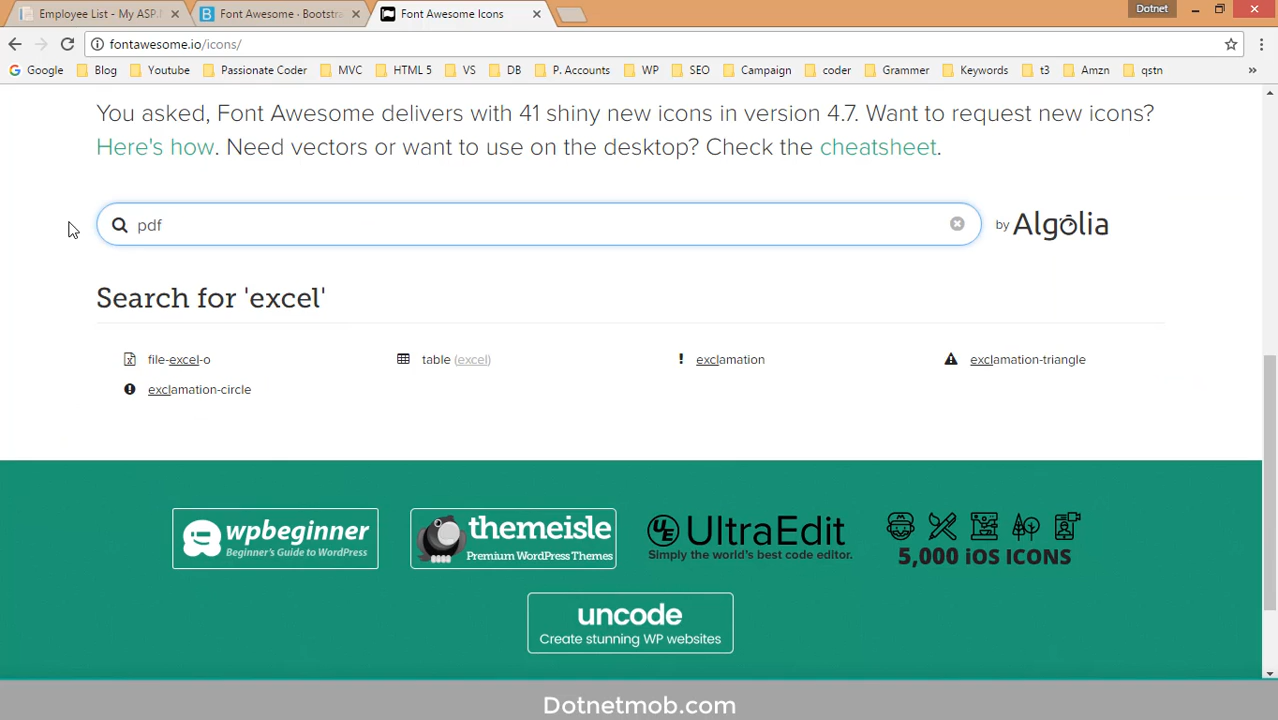 Employee List - My ASP.
Font Awesome · Bootstra
Font Awesome Icons
Dotnet
fontawesome.io/icons/
Google
Blog
Youtube
Passionate Coder
MVC
HTML 5
VS
DB
P. Accounts
WP
SEO
Campaign
coder
Grammer
Keywords
t3
Amzn
qstn
You asked, Font Awesome delivers with 41 shiny new icons in version 4.7. Want to request new icons?
Here's how. Need vectors or want to use on the desktop? Check the cheatsheet.
pdf
by Algolia
Search for 'excel'
file-excel-o
table (excel)
exclamation
exclamation-triangle
exclamation-circle
wpbeginner
Beginner's Guide to WordPress
themeisle
Premium WordPress Themes
UE UltraEdit
Simply the world's best code editor.
5,000 iOS ICONS
uncode
Create stunning WP websites
Dotnetmob.com